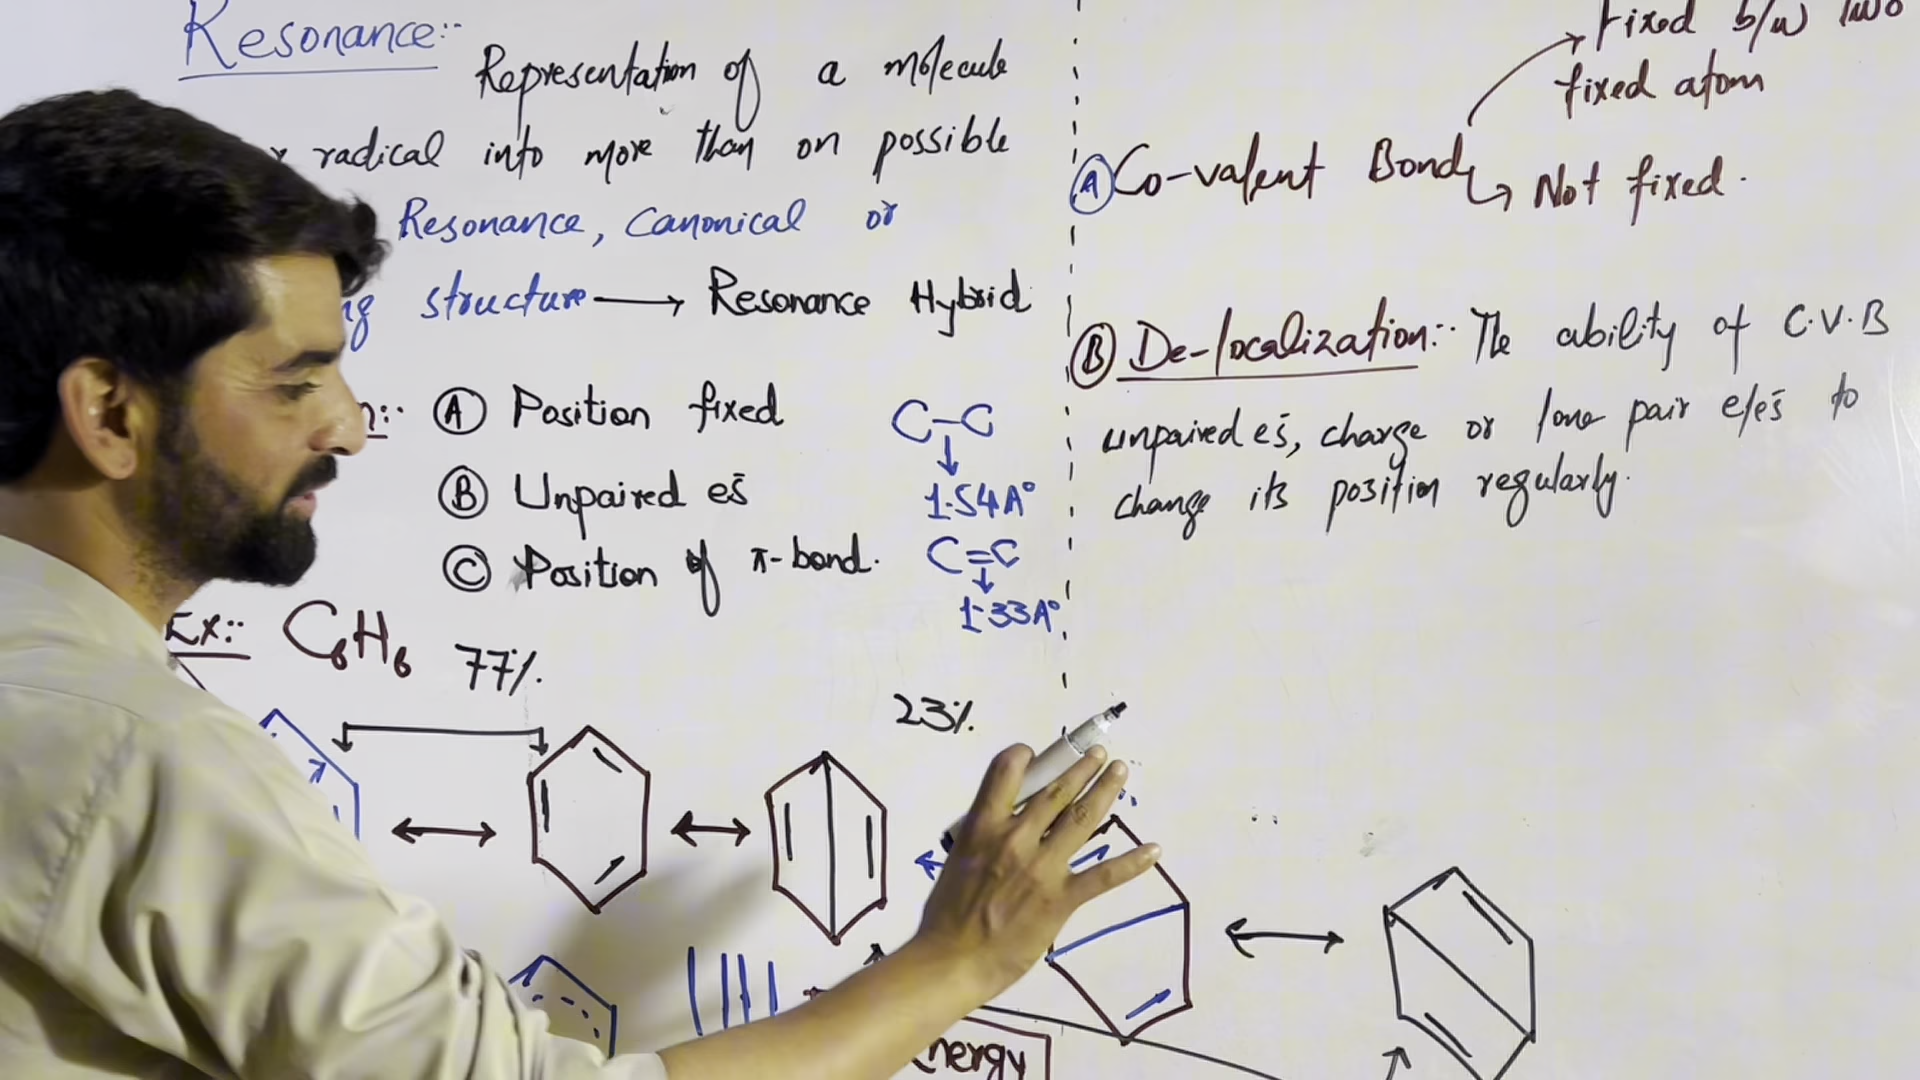 Resonance:-
Representation of a molecule
radical into more than on possible
Resonance, Canonical or
structure → Resonance Hybrid
Ⓐ Position fixed
C-C
1.54A°
Ⓑ Unpaired es̄
Ⓒ Position of π-bond.
C=C
1.33A°
Ex:: C6H6
77%.
23%.
Fixed b/w two
fixed atom
Ⓐ Co-valent Bond
Not fixed.
Ⓑ De-localization:- The ability of C.V.B
unpaired es̄, charge or lone pair e/es̄ to
change its position regularly.